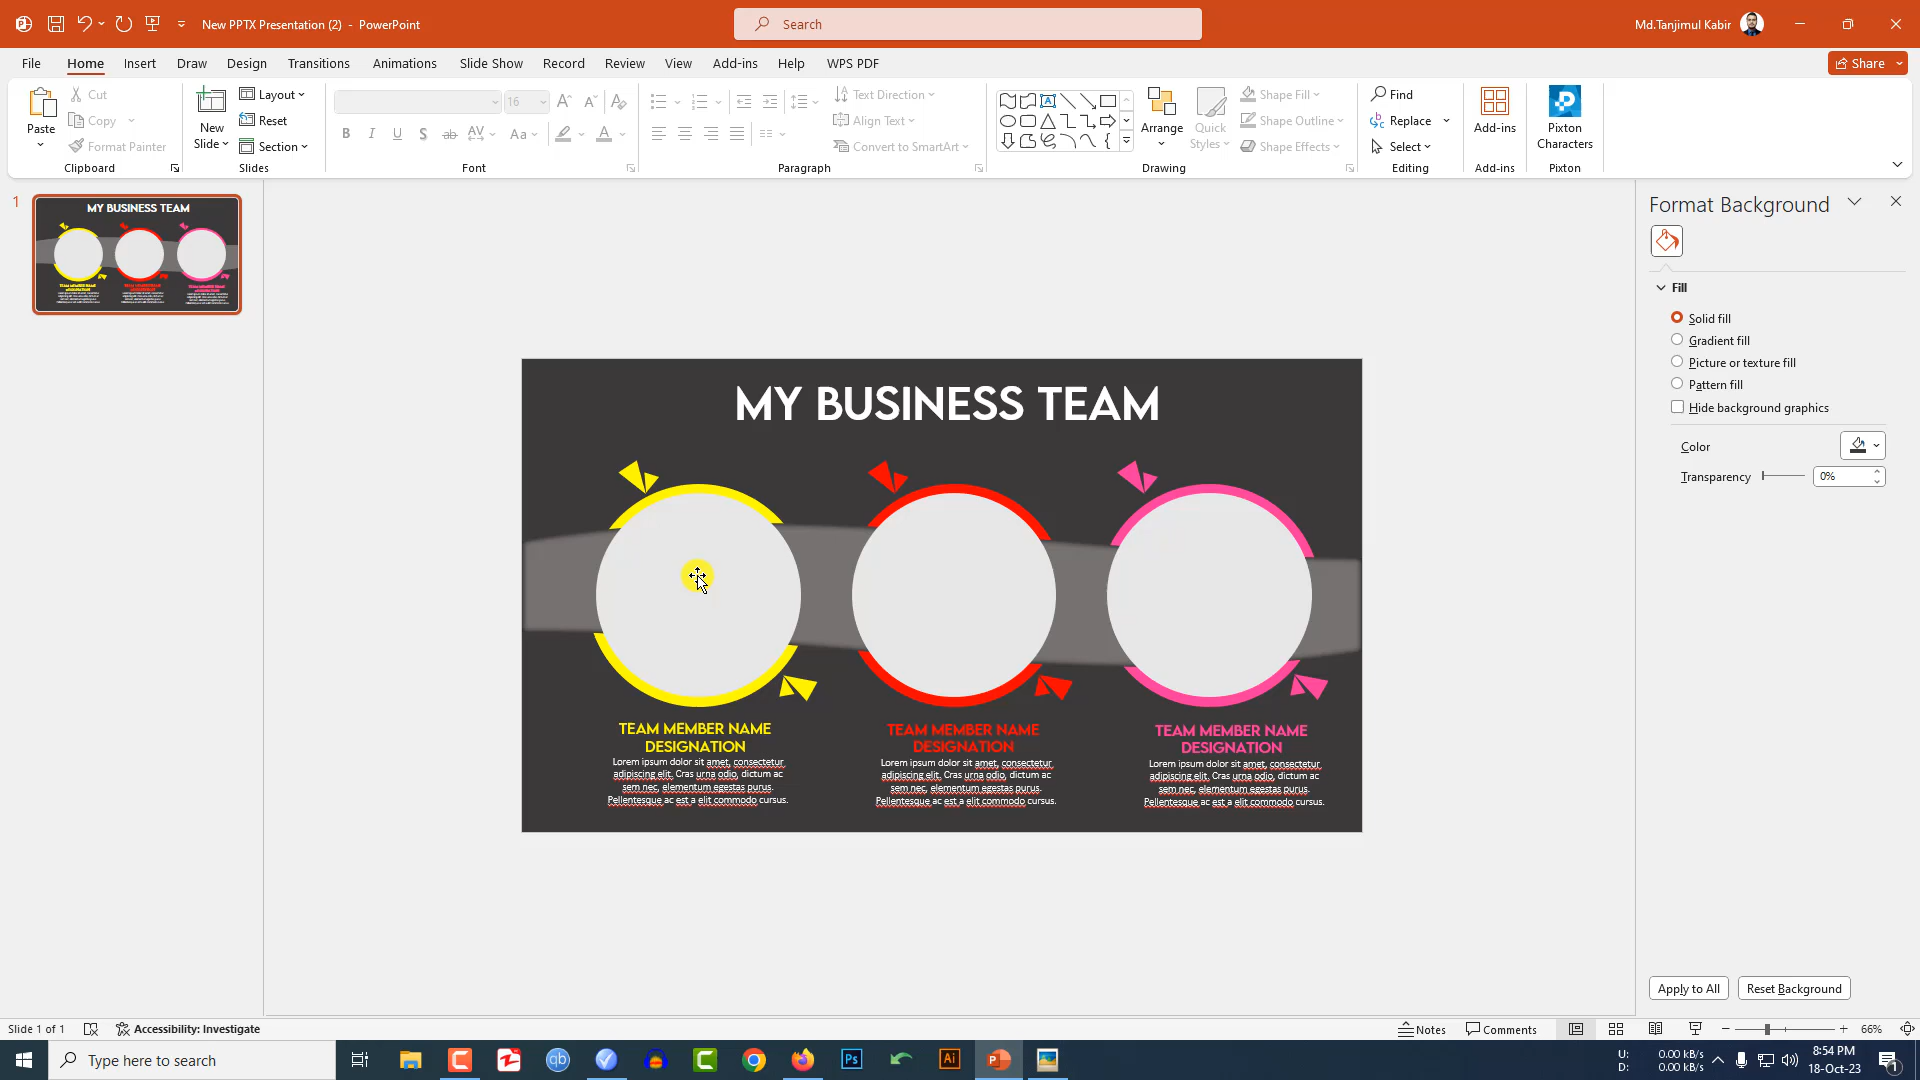 New PPTX Presentation (2) - PowerPoint
Search
Md.Tanjimul Kabir
File Home Insert Draw Design Transitions Animations Slide Show Record Review View Add-ins Help WPS PDF
Share
Paste
Cut
Copy
Format Painter
Clipboard
New Slide
Layout
Reset
Section
Slides
16
Font
Text Direction
Align Text
Convert to SmartArt
Paragraph
Arrange
Quick Styles
Shape Fill
Shape Outline
Shape Effects
Drawing
Find
Replace
Select
Editing
Add-ins
Add-ins
Pixton Characters
Pixton
1
MY BUSINESS TEAM
MY BUSINESS TEAM
TEAM MEMBER NAME
DESIGNATION
Lorem ipsum dolor sit amet, consectetur
adipiscing elit. Cras urna odio, dictum ac
sem nec, elementum egestas purus.
Pellentesque ac est a elit commodo cursus.
TEAM MEMBER NAME
DESIGNATION
Lorem ipsum dolor sit amet, consectetur
adipiscing elit. Cras urna odio, dictum ac
sem nec, elementum egestas purus.
Pellentesque ac est a elit commodo cursus.
TEAM MEMBER NAME
DESIGNATION
Lorem ipsum dolor sit amet, consectetur
adipiscing elit. Cras urna odio, dictum ac
sem nec, elementum egestas purus.
Pellentesque ac est a elit commodo cursus.
Format Background
Fill
Solid fill
Gradient fill
Picture or texture fill
Pattern fill
Hide background graphics
Color
Transparency 0%
Apply to All Reset Background
Slide 1 of 1
Accessibility: Investigate
Notes
Comments
66%
Type here to search
U: 0.00 kB/s
D: 0.00 kB/s
8:54 PM
18-Oct-23
1